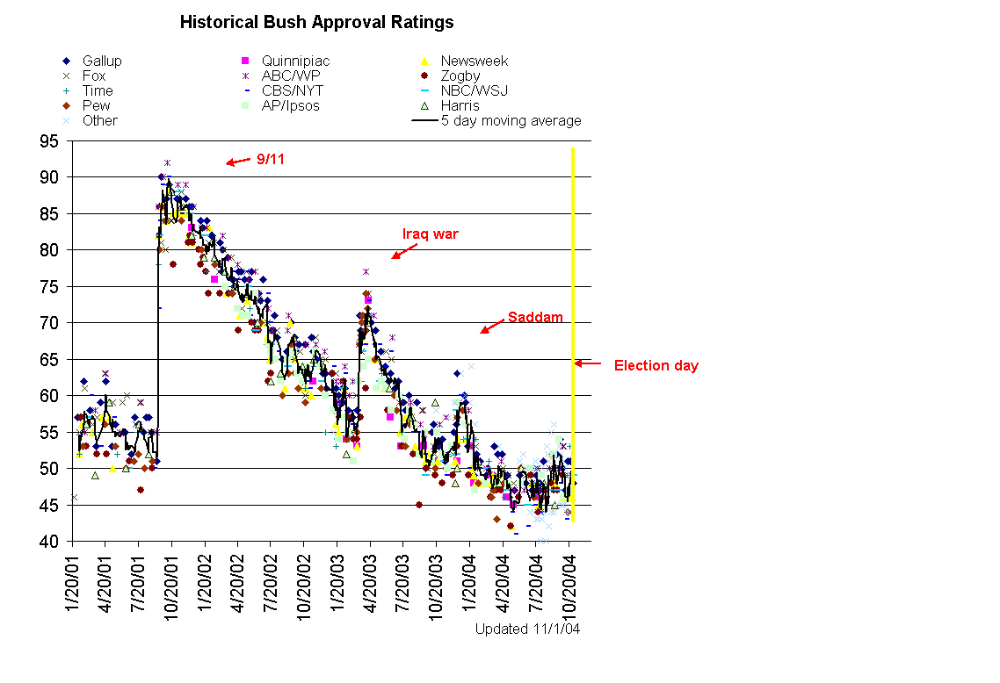 Historical Bush Approval Ratings
Gallup Quinnipiac Newsweek
Fox ABC/WP Zogby
Time CBS/NYT NBC/WSJ
Pew AP/Ipsos Harris
Other 5 day moving average
95
9/11
90
85
Iraq war
80
75
70
Saddam
65
Election day
60
55
50
45
40
1/20/01 4/20/01 7/20/01 10/20/01 1/20/02 4/20/02 7/20/02 10/20/02 1/20/03 4/20/03 7/20/03 10/20/03 1/20/04 4/20/04 7/20/04 10/20/04
Updated 11/1/04